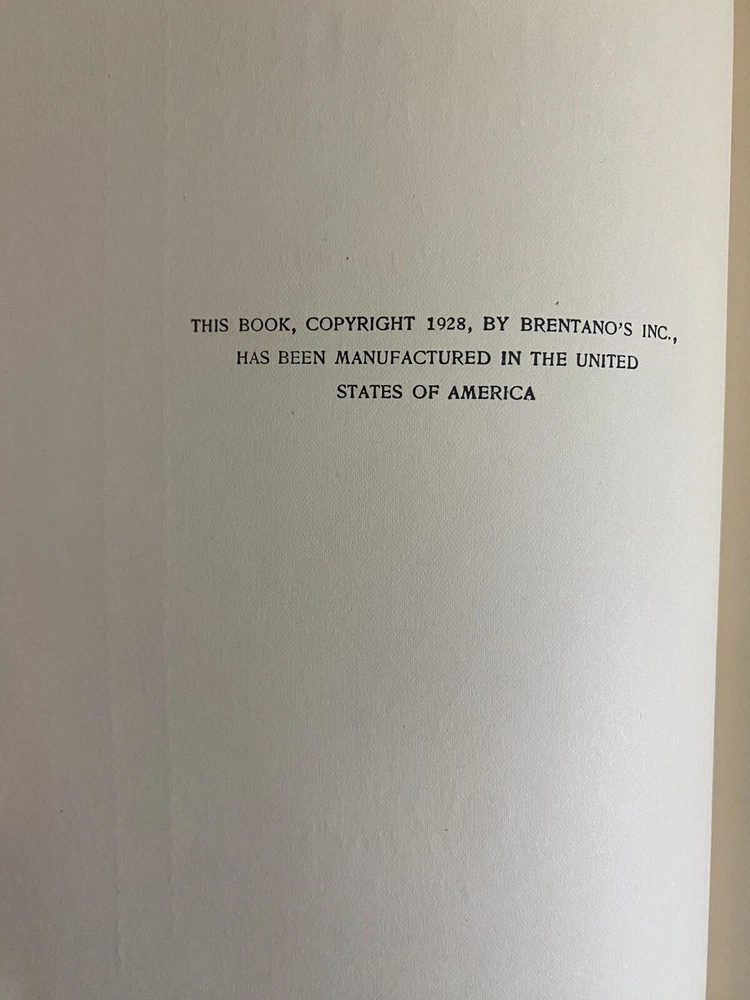 THIS BOOK, COPYRIGHT 1928, BY BRENTANO'S INC.,
HAS BEEN MANUFACTURED IN THE UNITED
STATES OF AMERICA